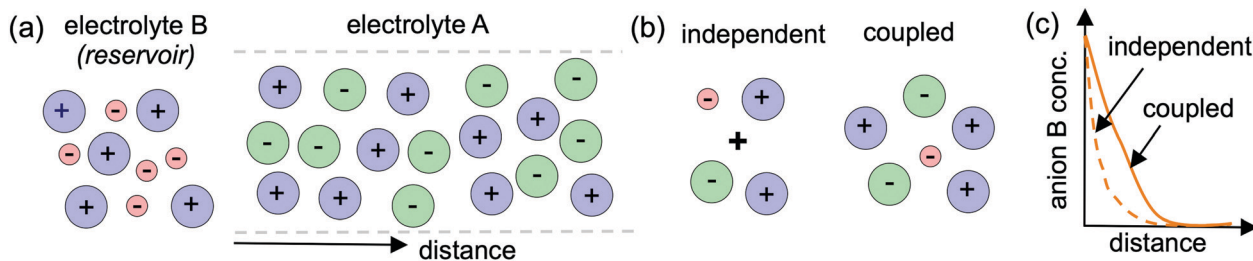 (a)
electrolyte B
(reservoir)
electrolyte A
+ - +
- + - -
+ - +
distance
+ - + - -
- - + - + + -
+ + - + - +
(b)
independent
coupled
- +
+
- +
-
+ +
-
- +
(c)
anion B conc.
independent
coupled
distance